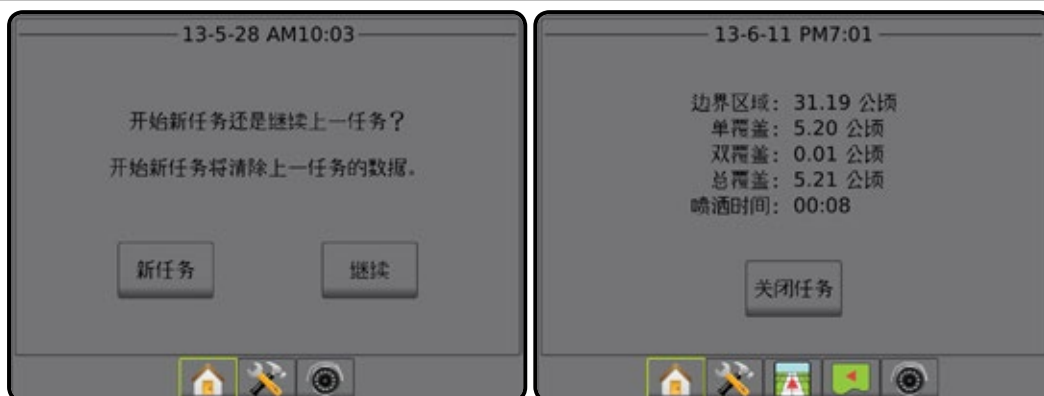 13-5-28 AM10:03
开始新任务还是继续上一任务?
开始新任务将清除上一任务的数据。
新任务
继续
13-6-11 PM7:01
边界区域: 31.19 公顷
单覆盖: 5.20 公顷
双覆盖: 0.01 公顷
总覆盖: 5.21 公顷
喷洒时间: 00:08
关闭任务